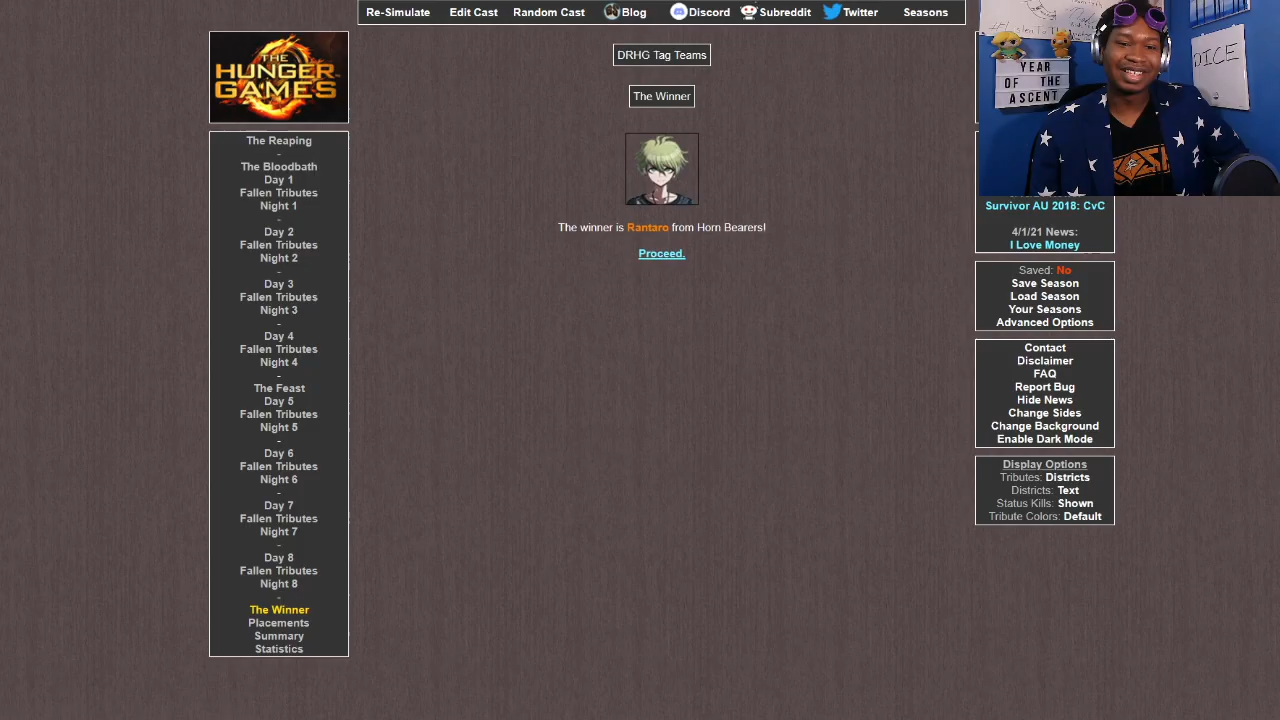 Re-Simulate Edit Cast Random Cast Blog Discord Subreddit Twitter Seasons
THE
HUNGER
GAMES
The Reaping
-
The Bloodbath
Day 1
Fallen Tributes
Night 1
-
Day 2
Fallen Tributes
Night 2
-
Day 3
Fallen Tributes
Night 3
-
Day 4
Fallen Tributes
Night 4
-
The Feast
Day 5
Fallen Tributes
Night 5
-
Day 6
Fallen Tributes
Night 6
-
Day 7
Fallen Tributes
Night 7
-
Day 8
Fallen Tributes
Night 8
-
The Winner
Placements
Summary
Statistics
DRHG Tag Teams
The Winner
The winner is Rantaro from Horn Bearers!
Proceed.
YEAR
OF THE
ASCENT
DICE
Survivor AU 2018: CvC
4/1/21 News:
I Love Money
Saved: No
Save Season
Load Season
Your Seasons
Advanced Options
Contact
Disclaimer
FAQ
Report Bug
Hide News
Change Sides
Change Background
Enable Dark Mode
Display Options
Tributes: Districts
Districts: Text
Status Kills: Shown
Tribute Colors: Default